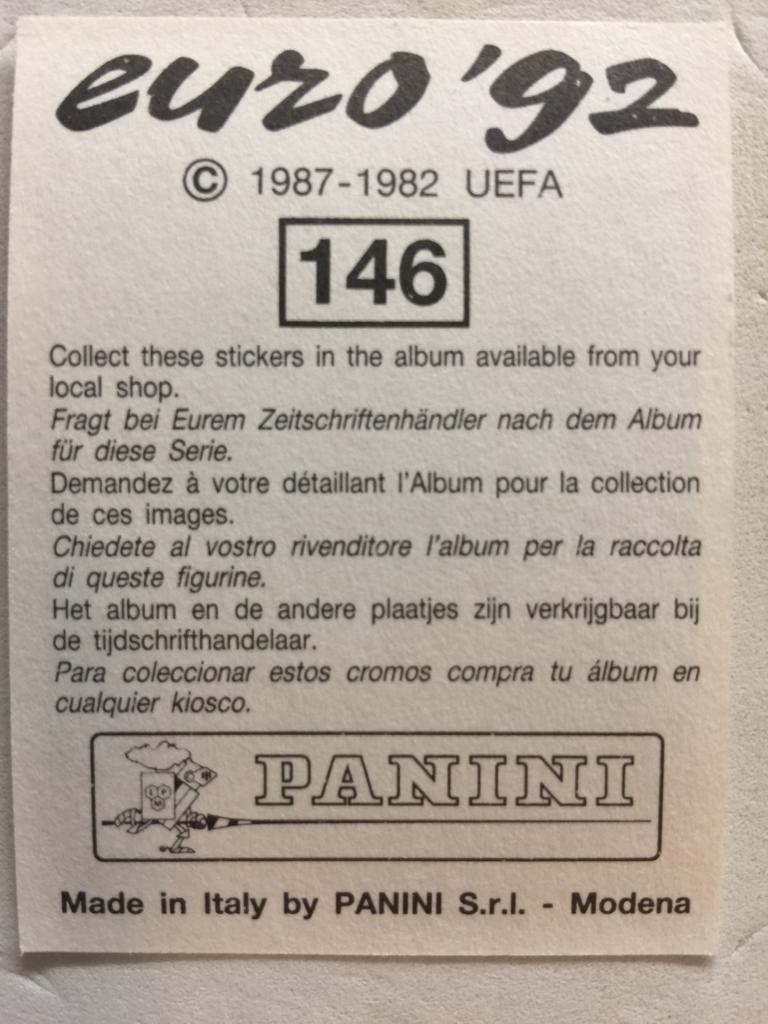 euro '92
© 1987-1982 UEFA
146
Collect these stickers in the album available from your
local shop.
Fragt bei Eurem Zeitschriftenhändler nach dem Album
für diese Serie.
Demandez à votre détaillant l'Album pour la collection
de ces images.
Chiedete al vostro rivenditore l'album per la raccolta
di queste figurine.
Het album en de andere plaatjes zijn verkrijgbaar bij
de tijdschrifthandelaar.
Para coleccionar estos cromos compra tu álbum en
cualquier kiosco.
PANINI
Made in Italy by PANINI S.r.l. - Modena